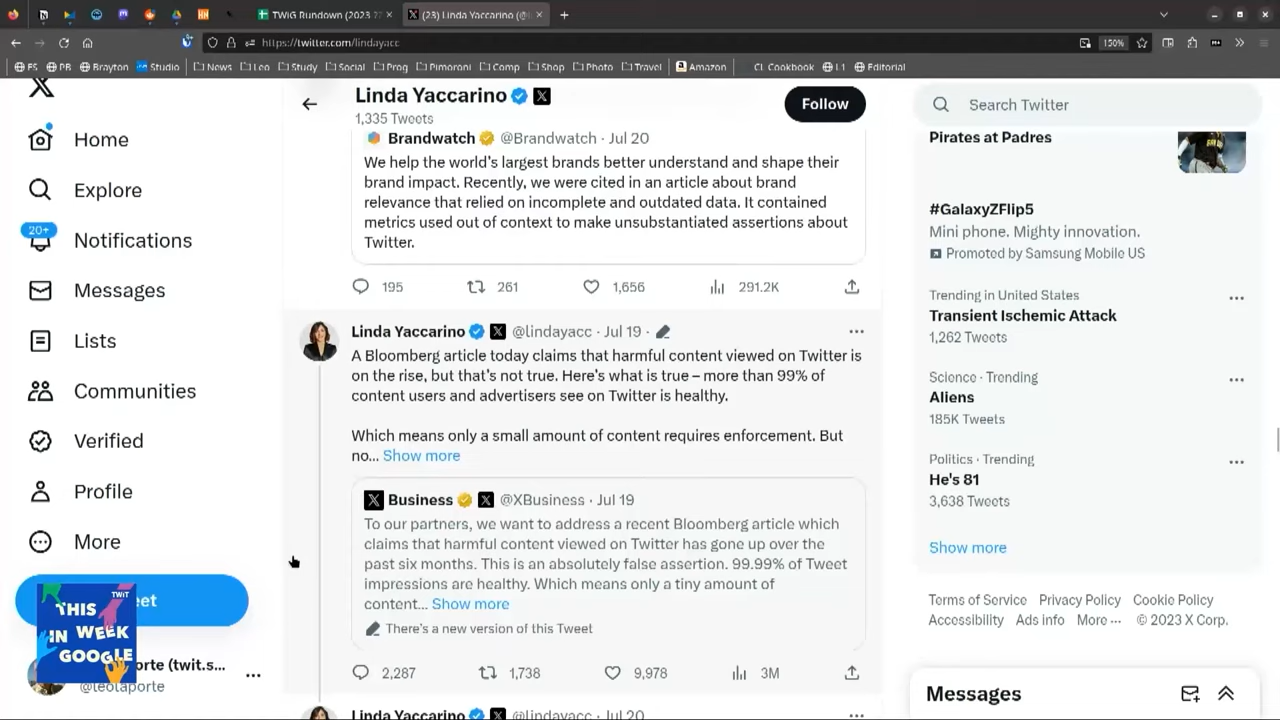 TWiG Rundown (2023 ??
(23) Linda Yaccarino (@l
https://twitter.com/lindayacc
150%
FS
PB
Brayton
Studio
News
Leo
Study
Social
Prog
Pimoroni
Comp
Shop
Photo
Travel
Amazon
CL Cookbook
L1
Editorial
Home
Explore
20+
Notifications
Messages
Lists
Communities
Verified
Profile
More
eet
THIS
IN WEEK
GOOGLE
TWiT
porte (twit.s...
@leolaporte
Linda Yaccarino
1,335 Tweets
Follow
Brandwatch @Brandwatch · Jul 20
We help the world's largest brands better understand and shape their
brand impact. Recently, we were cited in an article about brand
relevance that relied on incomplete and outdated data. It contained
metrics used out of context to make unsubstantiated assertions about
Twitter.
195 261 1,656 291.2K
Linda Yaccarino @lindayacc · Jul 19 ·
A Bloomberg article today claims that harmful content viewed on Twitter is
on the rise, but that's not true. Here's what is true – more than 99% of
content users and advertisers see on Twitter is healthy.
Which means only a small amount of content requires enforcement. But
no... Show more
Business @XBusiness · Jul 19
To our partners, we want to address a recent Bloomberg article which
claims that harmful content viewed on Twitter has gone up over the
past six months. This is an absolutely false assertion. 99.99% of Tweet
impressions are healthy. Which means only a tiny amount of
content... Show more
There's a new version of this Tweet
2,287 1,738 9,978 3M
Linda Yaccarino @lindayacc · Jul 20
Search Twitter
Pirates at Padres
#GalaxyZFlip5
Mini phone. Mighty innovation.
Promoted by Samsung Mobile US
Trending in United States
Transient Ischemic Attack
1,262 Tweets
Science · Trending
Aliens
185K Tweets
Politics · Trending
He's 81
3,638 Tweets
Show more
Terms of Service Privacy Policy Cookie Policy
Accessibility Ads info More ··· © 2023 X Corp.
Messages